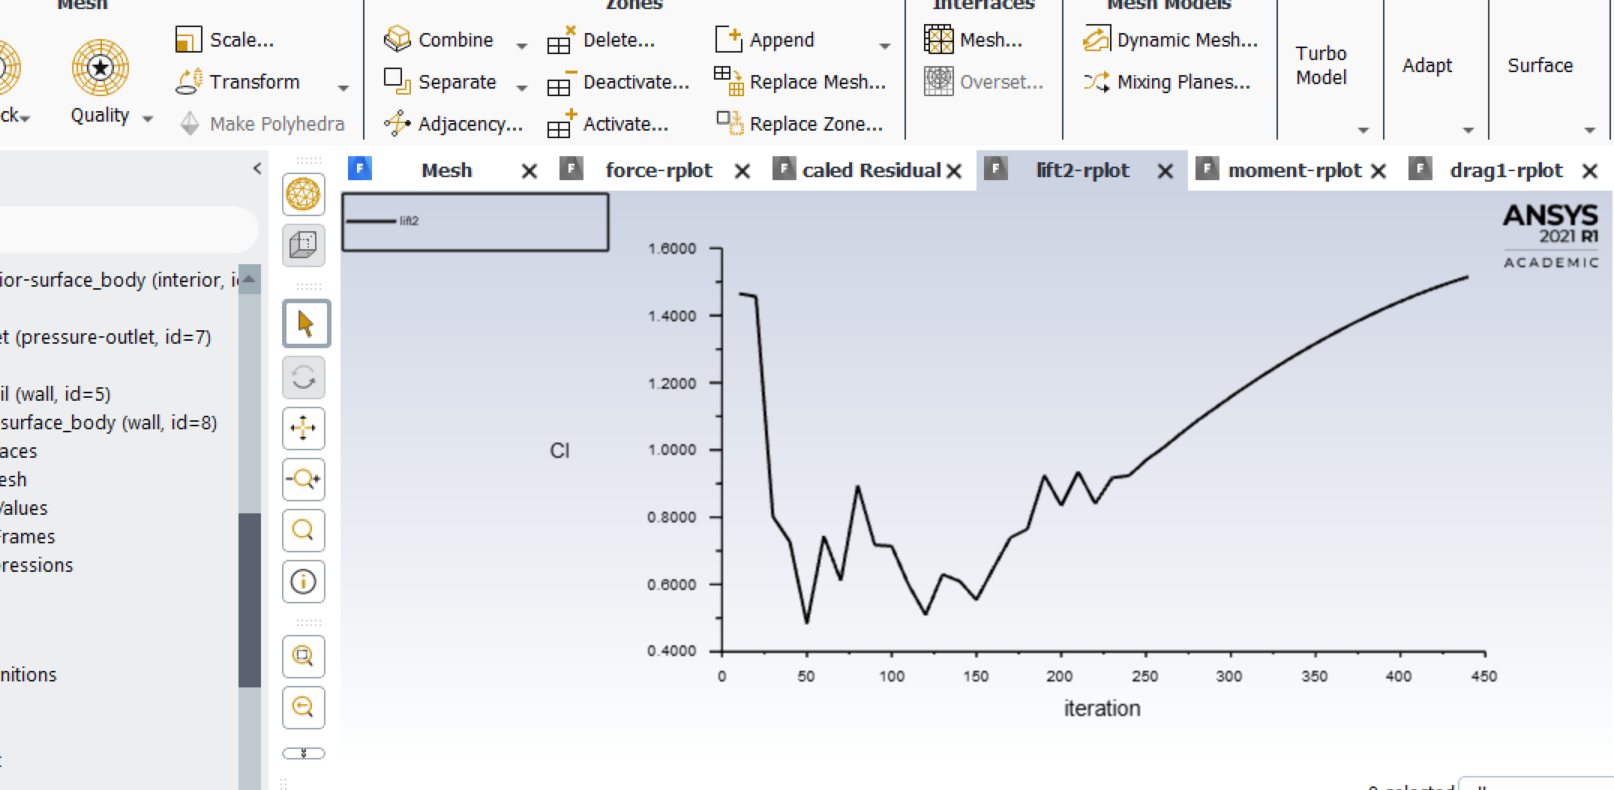 Mesh
Zones
Interfaces
Mesh Models
Scale...
Combine
Delete...
Append
Mesh...
Dynamic Mesh...
Turbo
Model
Adapt
Surface
Transform
Separate
Deactivate...
Replace Mesh...
Overset...
Mixing Planes...
ck
Quality
Make Polyhedra
Adjacency...
Activate...
Replace Zone...
Mesh
force-rplot
caled Residual
lift2-rplot
moment-rplot
drag1-rplot
ior-surface_body (interior, i
et (pressure-outlet, id=7)
il (wall, id=5)
surface_body (wall, id=8)
aces
esh
Values
Frames
ressions
nitions
lift2
ANSYS
2021 R1
ACADEMIC
1.6000
1.4000
1.2000
1.0000
0.8000
0.6000
0.4000
Cl
0 50 100 150 200 250 300 350 400 450
iteration